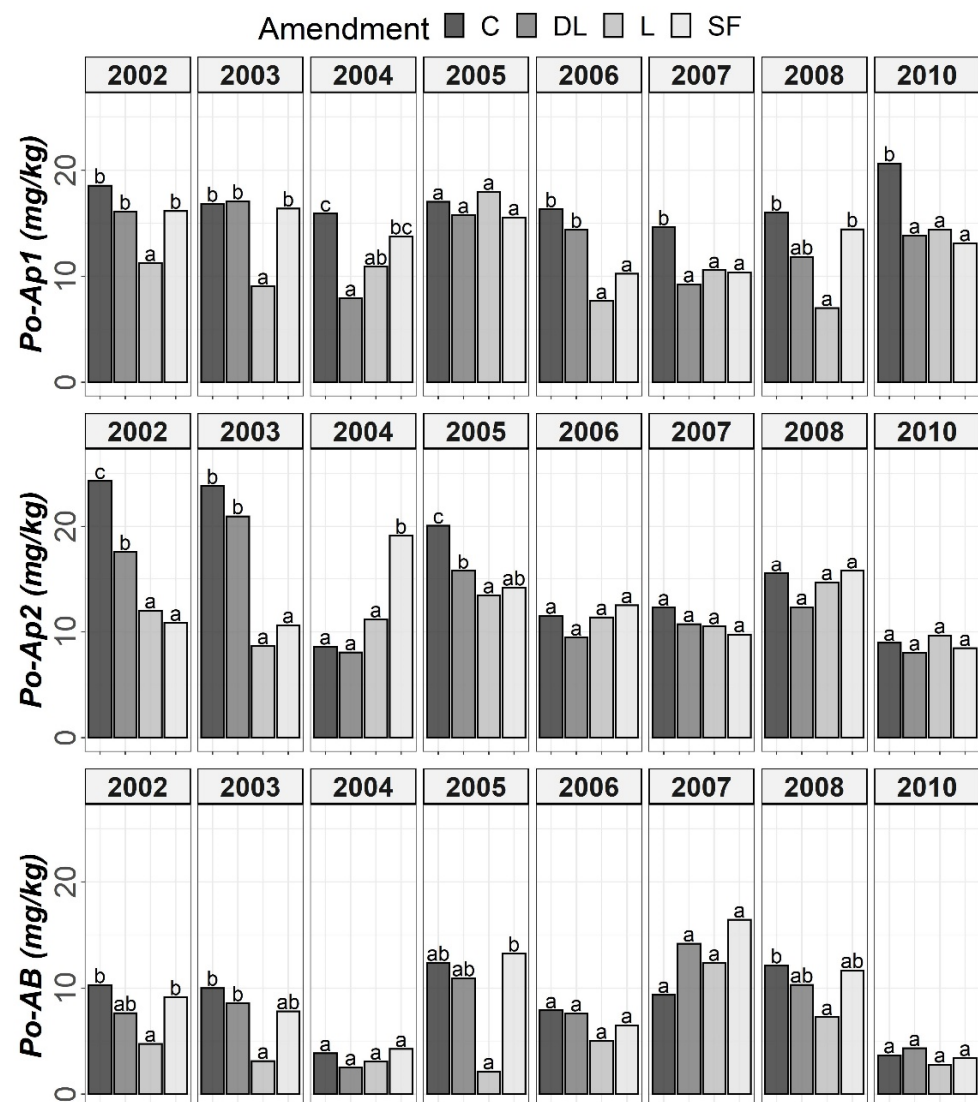 Amendment C DL L SF
2002 2003 2004 2005 2006 2007 2008 2010
Po-Ap1 (mg/kg)
20
10
0
b b a b
b b a b
c a ab bc
a a a a
b b a a
b a a a
b ab a b
b a a a
2002 2003 2004 2005 2006 2007 2008 2010
Po-Ap2 (mg/kg)
20
10
0
c b a a
b b a a
a a a b
c b a ab
a a a a
a a a a
a a a a
a a a a
2002 2003 2004 2005 2006 2007 2008 2010
Po-AB (mg/kg)
20
10
0
b ab a b
b b a ab
a a a a
ab ab a b
a a a a
a a a a
b ab a ab
a a a a